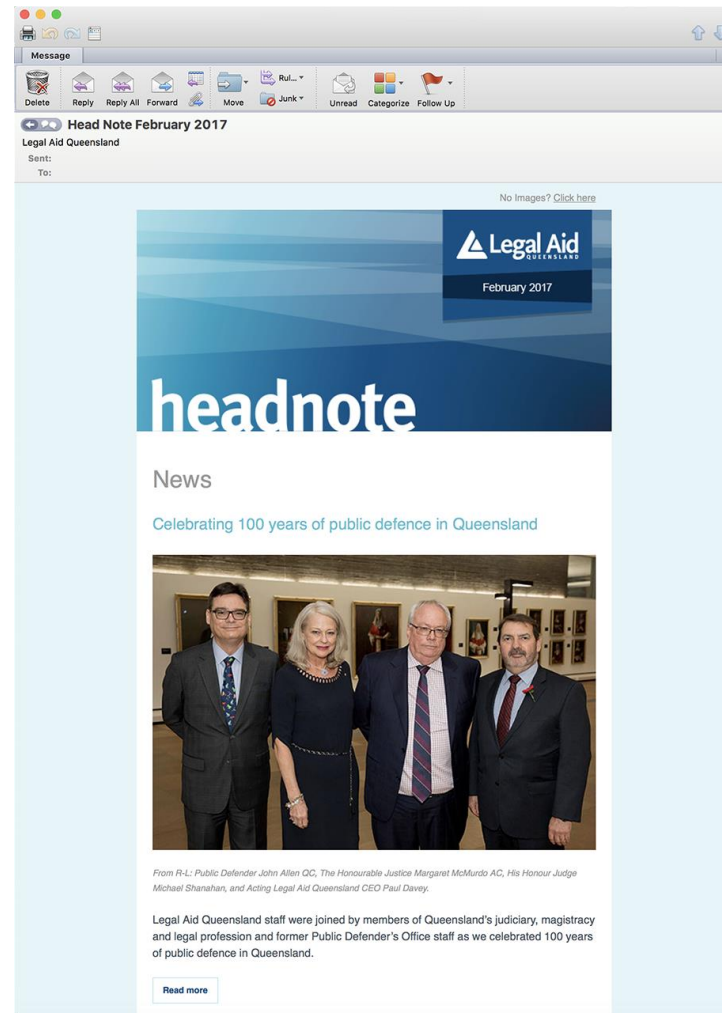 Message
Delete
Reply
Reply All
Forward
Move
Rul...
Junk
Unread
Categorize
Follow Up
Head Note February 2017
Legal Aid Queensland
Sent:
To:
No Images? Click here
Legal Aid
QUEENSLAND
February 2017
headnote
News
Celebrating 100 years of public defence in Queensland
From R-L: Public Defender John Allen QC, The Honourable Justice Margaret McMurdo AC, His Honour Judge
Michael Shanahan, and Acting Legal Aid Queensland CEO Paul Davey.
Legal Aid Queensland staff were joined by members of Queensland's judiciary, magistracy
and legal profession and former Public Defender's Office staff as we celebrated 100 years
of public defence in Queensland.
Read more